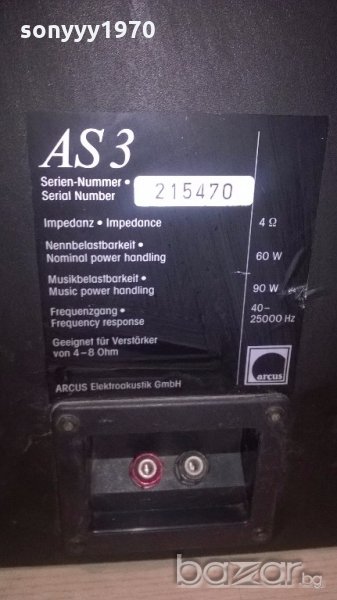 sonyyy1970
AS 3
Serien-Nummer •
Serial Number
215470
Impedanz • Impedance 4 Ω
Nennbelastbarkeit •
Nominal power handling 60 W
Musikbelastbarkeit •
Music power handling 90 W
Frequenzgang • 40–
Frequency response 25000 Hz
Geeignet für Verstärker
von 4–8 Ohm
arcus
ARCUS Elektroakustik GmbH
bazar.bg